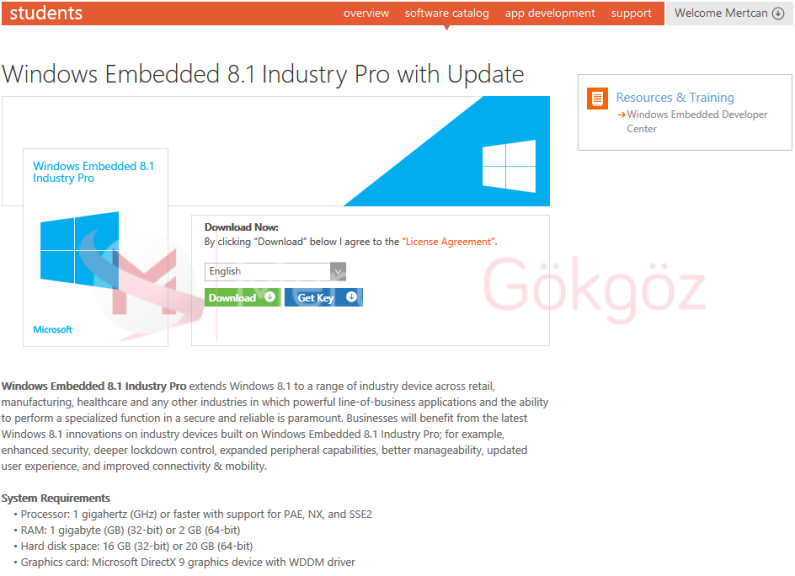 students
overview software catalog app development support Welcome Mertcan
Windows Embedded 8.1 Industry Pro with Update
Resources & Training
Windows Embedded Developer
Center
Windows Embedded 8.1
Industry Pro
Microsoft
Download Now:
By clicking "Download" below I agree to the "License Agreement".
English
Download Get Key
Gökgöz
Windows Embedded 8.1 Industry Pro extends Windows 8.1 to a range of industry device across retail,
manufacturing, healthcare and any other industries in which powerful line-of-business applications and the ability
to perform a specialized function in a secure and reliable is paramount. Businesses will benefit from the latest
Windows 8.1 innovations on industry devices built on Windows Embedded 8.1 Industry Pro; for example,
enhanced security, deeper lockdown control, expanded peripheral capabilities, better manageability, updated
user experience, and improved connectivity & mobility.
System Requirements
• Processor: 1 gigahertz (GHz) or faster with support for PAE, NX, and SSE2
• RAM: 1 gigabyte (GB) (32-bit) or 2 GB (64-bit)
• Hard disk space: 16 GB (32-bit) or 20 GB (64-bit)
• Graphics card: Microsoft DirectX 9 graphics device with WDDM driver